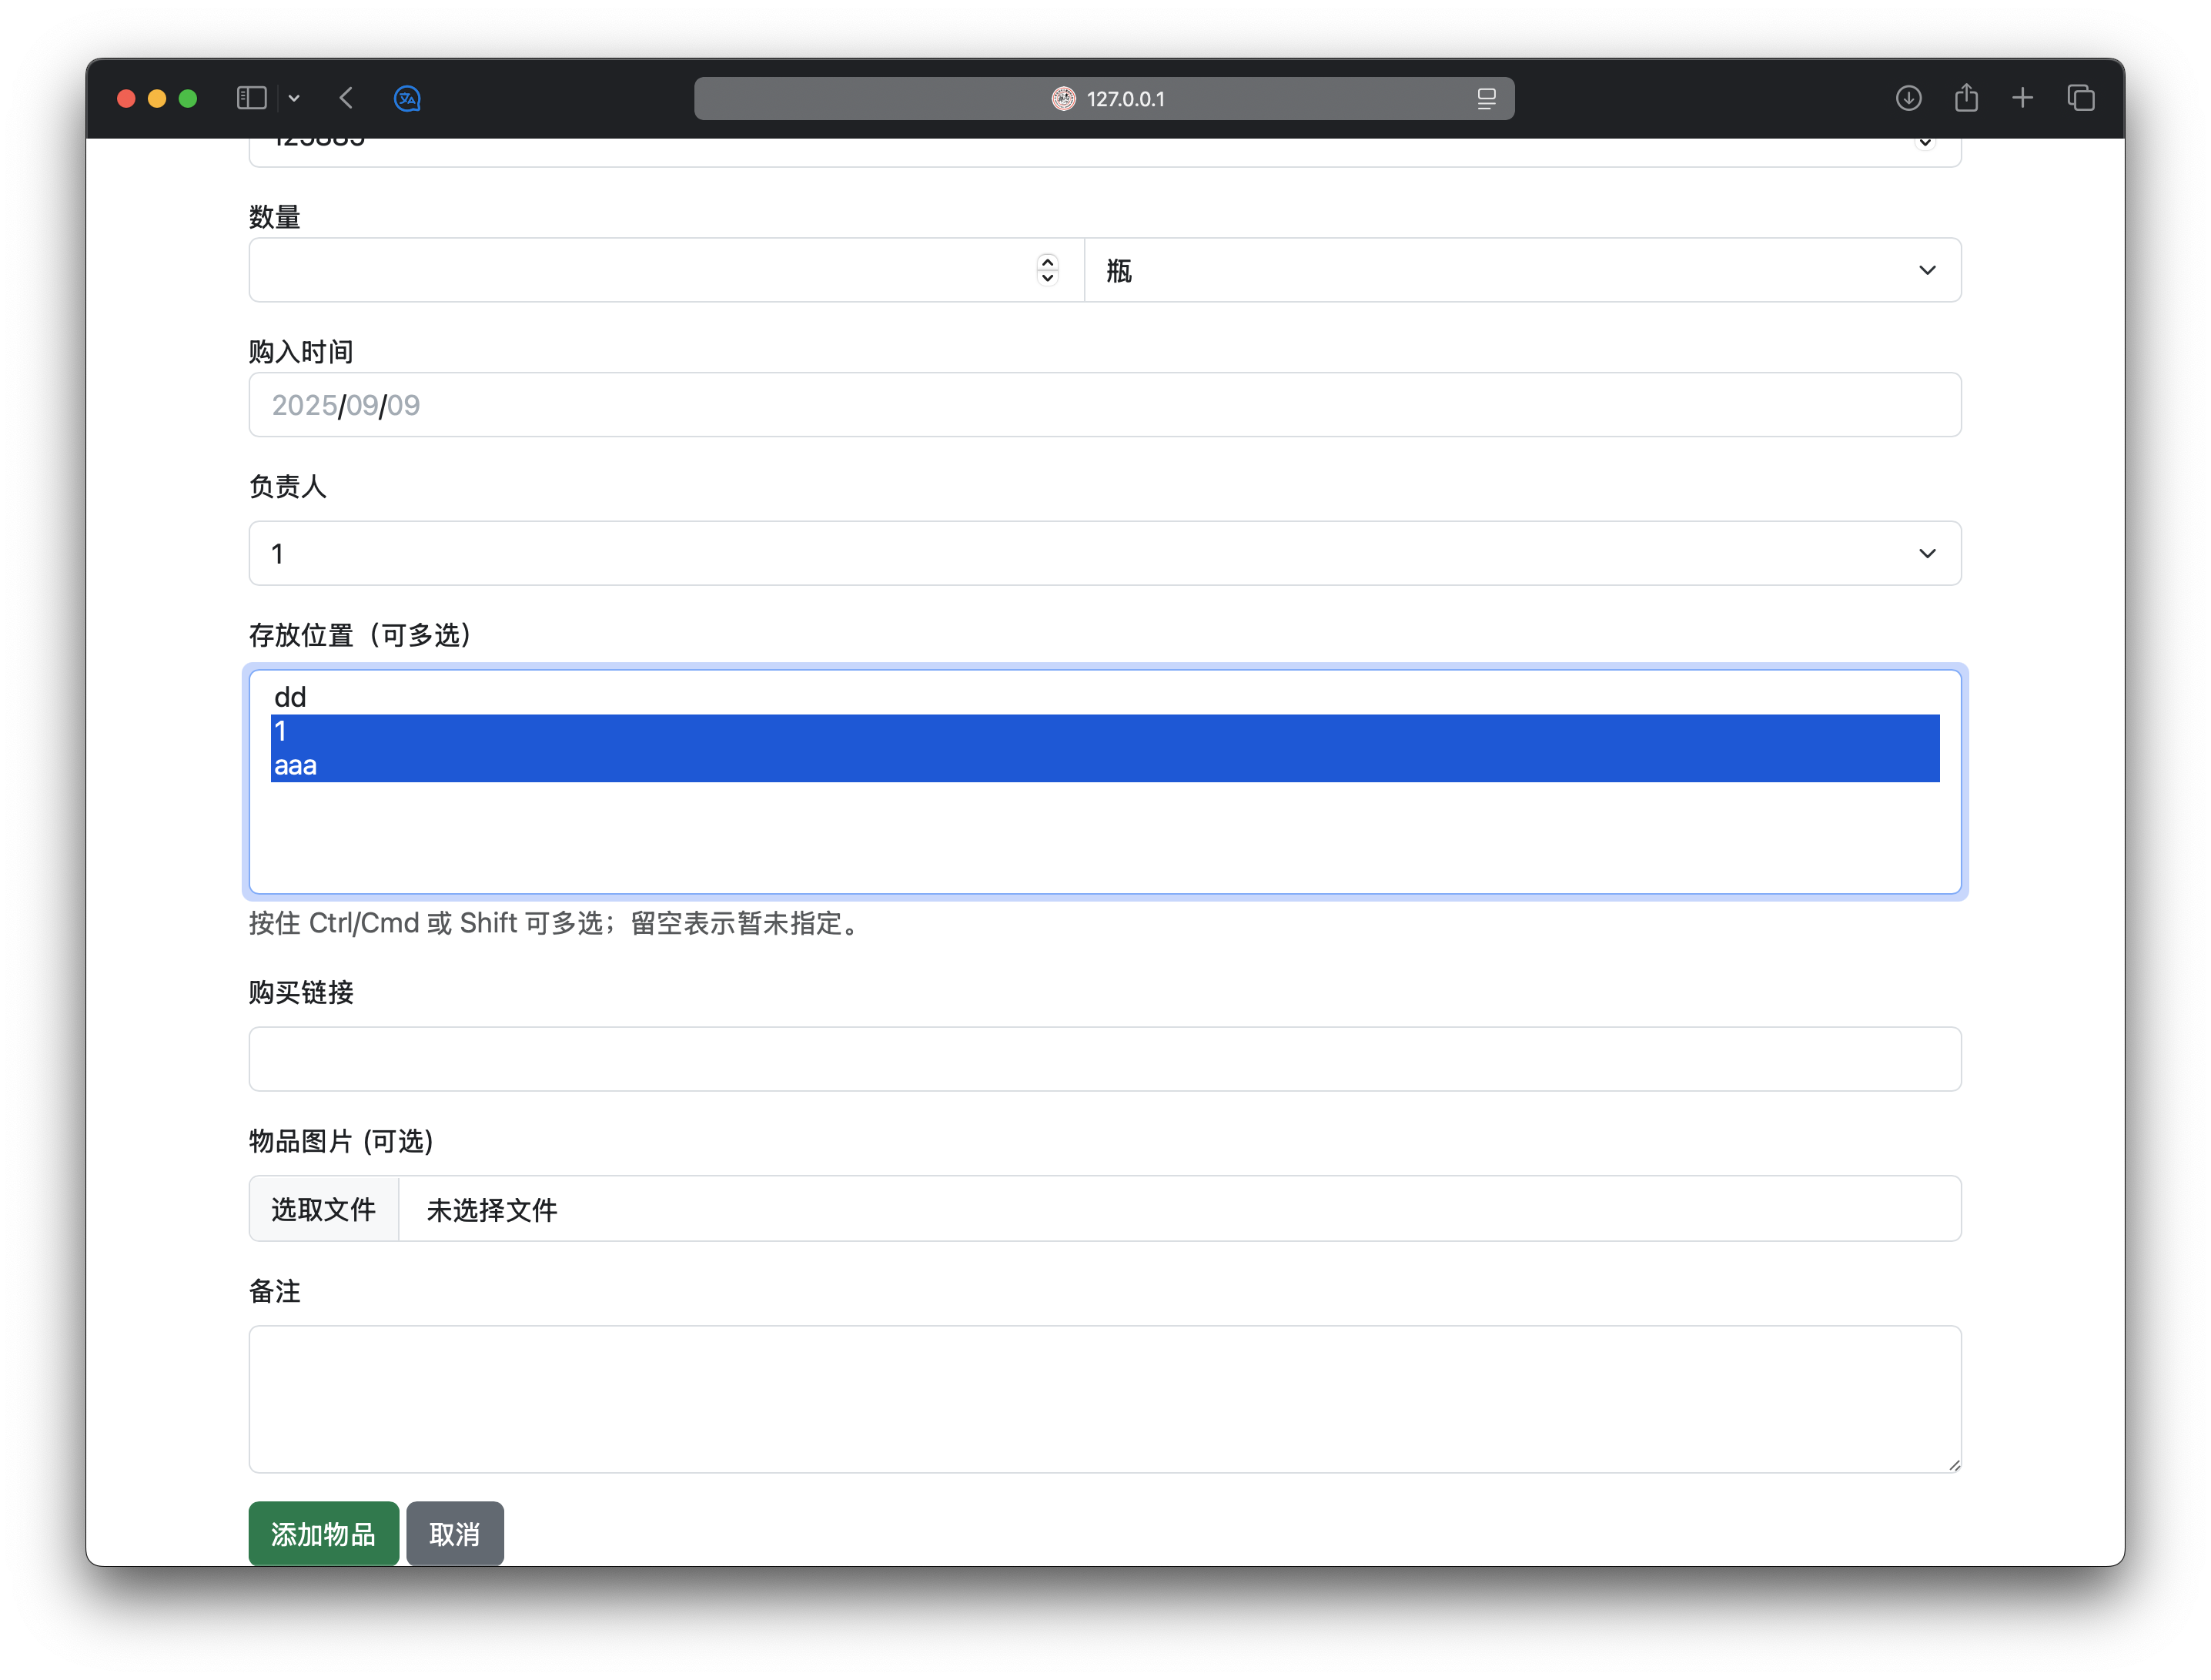 127.0.0.1
数量
瓶
购入时间
2025/09/09
负责人
1
存放位置（可多选）
dd
1
aaa
按住 Ctrl/Cmd 或 Shift 可多选；留空表示暂未指定。
购买链接
物品图片 (可选)
选取文件 未选择文件
备注
添加物品 取消